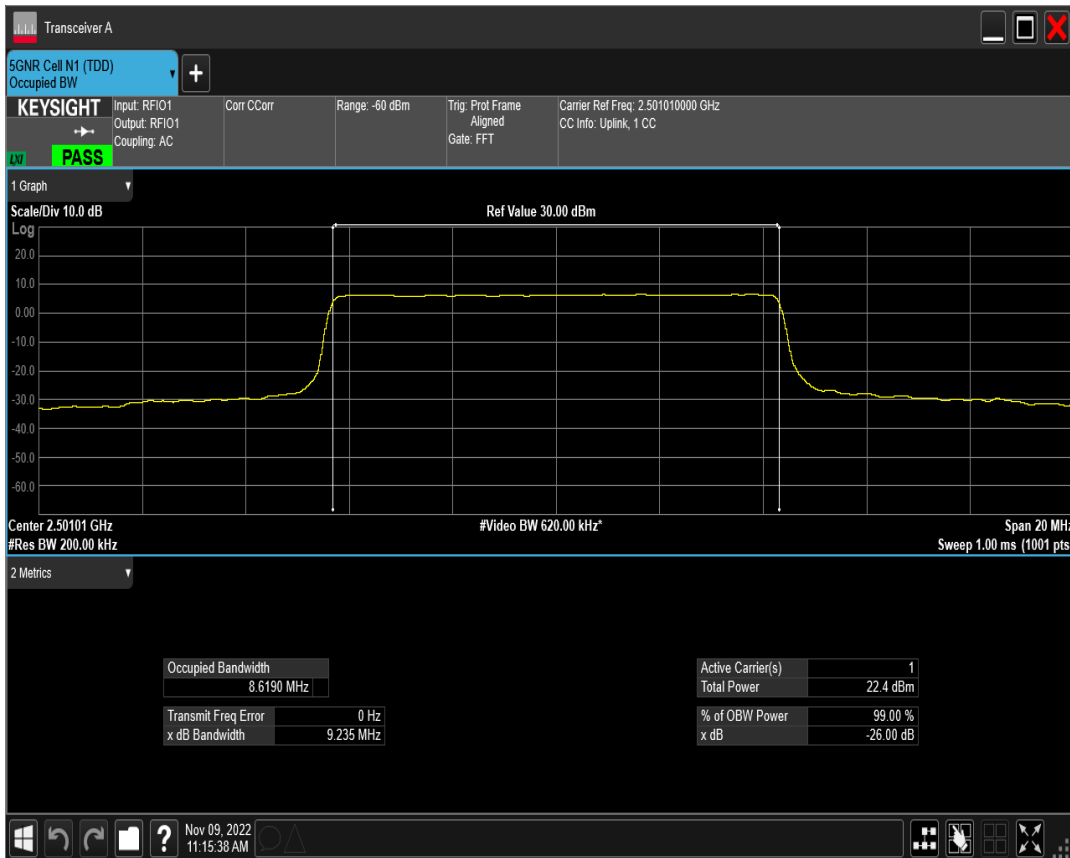 Transceiver A
5GNR Cell N1 (TDD)
Occupied BW
+
KEYSIGHT
LXI
PASS
Input: RFIO1
Output: RFIO1
Coupling: AC
Corr CCorr
Range: -60 dBm
Trig: Prot Frame
Aligned
Gate: FFT
Carrier Ref Freq: 2.501010000 GHz
CC Info: Uplink, 1 CC
1 Graph
Scale/Div 10.0 dB
Ref Value 30.00 dBm
Log
20.0
10.0
0.00
-10.0
-20.0
-30.0
-40.0
-50.0
-60.0
Center 2.50101 GHz
#Video BW 620.00 kHz*
Span 20 MHz
#Res BW 200.00 kHz
Sweep 1.00 ms (1001 pts
2 Metrics
Occupied Bandwidth
8.6190 MHz
Transmit Freq Error 0 Hz
x dB Bandwidth 9.235 MHz
Active Carrier(s) 1
Total Power 22.4 dBm
% of OBW Power 99.00 %
x dB -26.00 dB
?
Nov 09, 2022
11:15:38 AM